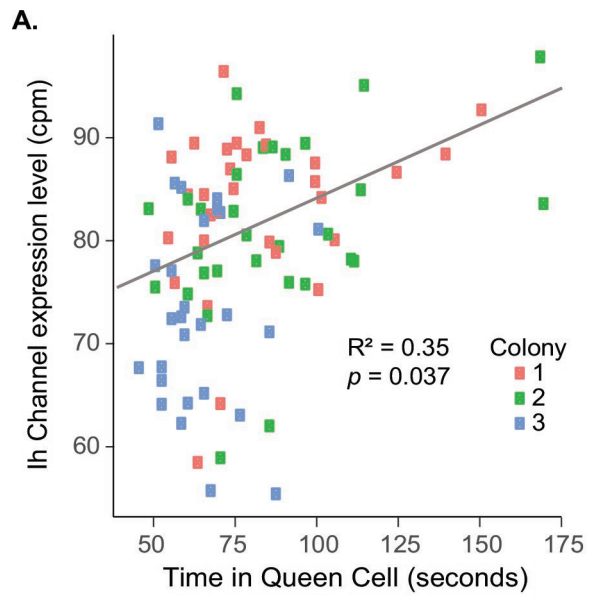 A.
Ih Channel expression level (cpm)
90
80
70
60
R² = 0.35
p = 0.037
Colony
1
2
3
50 75 100 125 150 175
Time in Queen Cell (seconds)